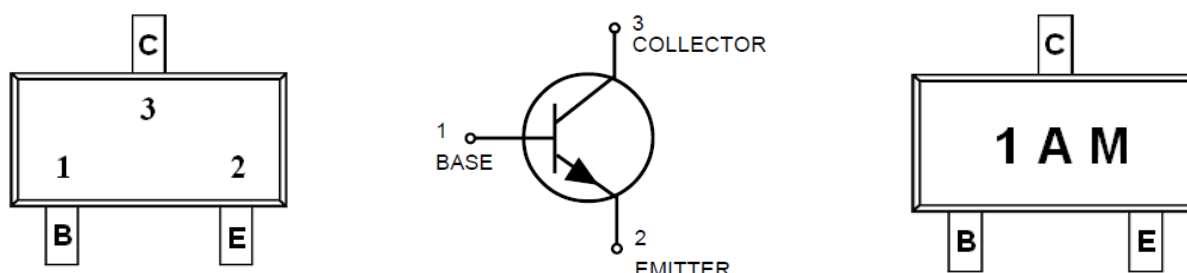 C
3
1 2
B E
3
COLLECTOR
1
BASE
2
EMITTER
C
1 A M
B E